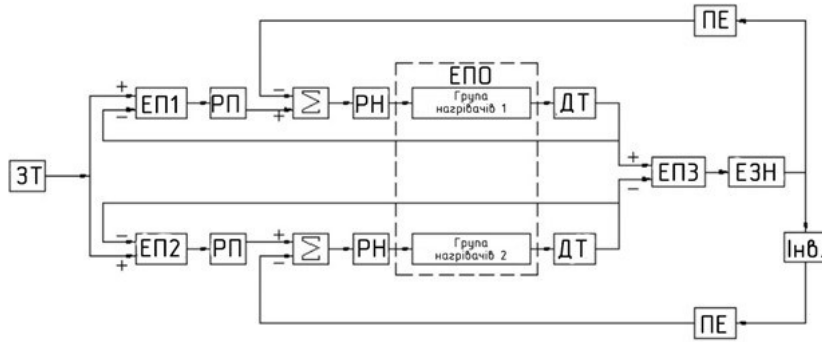 ПЕ
ЕПО
+
−
ЕП1
РП
−
+
Σ
РН
Група
нагрівачів 1
ДТ
ЗТ
+
−
ЕП3
ЕЗН
−
+
ЕП2
РП
+
−
Σ
РН
Група
нагрівачів 2
ДТ
Інв.
ПЕ